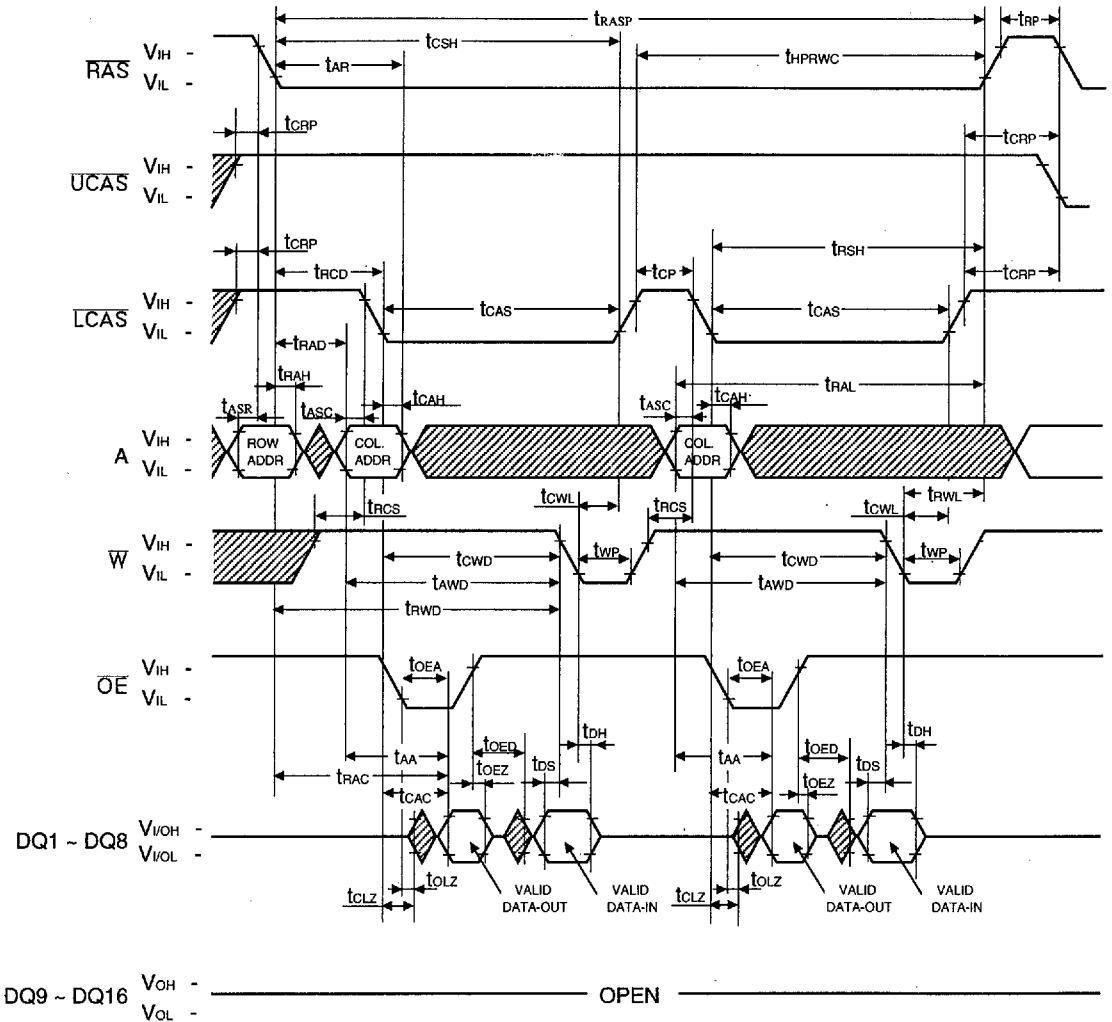 tRASP
tRP
tCSH
tHPRWC
tAR
RAS
VIH -
VIL -
tCRP
tCRP
UCAS
VIH -
VIL -
tCRP
tRSH
tRCD
tCP
tCRP
LCAS
VIH -
VIL -
tCAS
tCAS
tRAD
tRAH
tRAL
tASR
tASC
tCAH
tASC
tCAH
A
VIH -
VIL -
ROW ADDR
COL. ADDR
COL. ADDR
tRCS
tCWL
tRCS
tCWL
tRWL
W
VIH -
VIL -
tCWD
tWP
tCWD
tWP
tAWD
tAWD
tRWD
OE
VIH -
VIL -
tOEA
tOEA
tDH
tDH
tAA
tOED
tAA
tOED
tRAC
tOEZ
tDS
tOEZ
tDS
tCAC
tCAC
DQ1 ~ DQ8
VI/OH -
VI/OL -
tOLZ
tOLZ
tCLZ
tCLZ
VALID DATA-OUT
VALID DATA-IN
VALID DATA-OUT
VALID DATA-IN
DQ9 ~ DQ16
VOH -
VOL -
OPEN